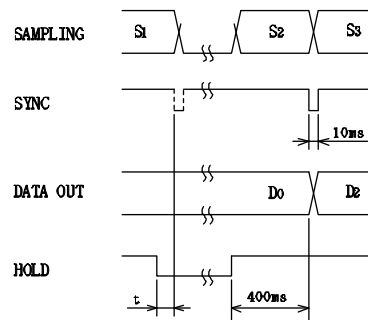 SAMPLING S1 S2 S3
SYNC
10ms
DATA OUT D0 D2
HOLD
t 400ms